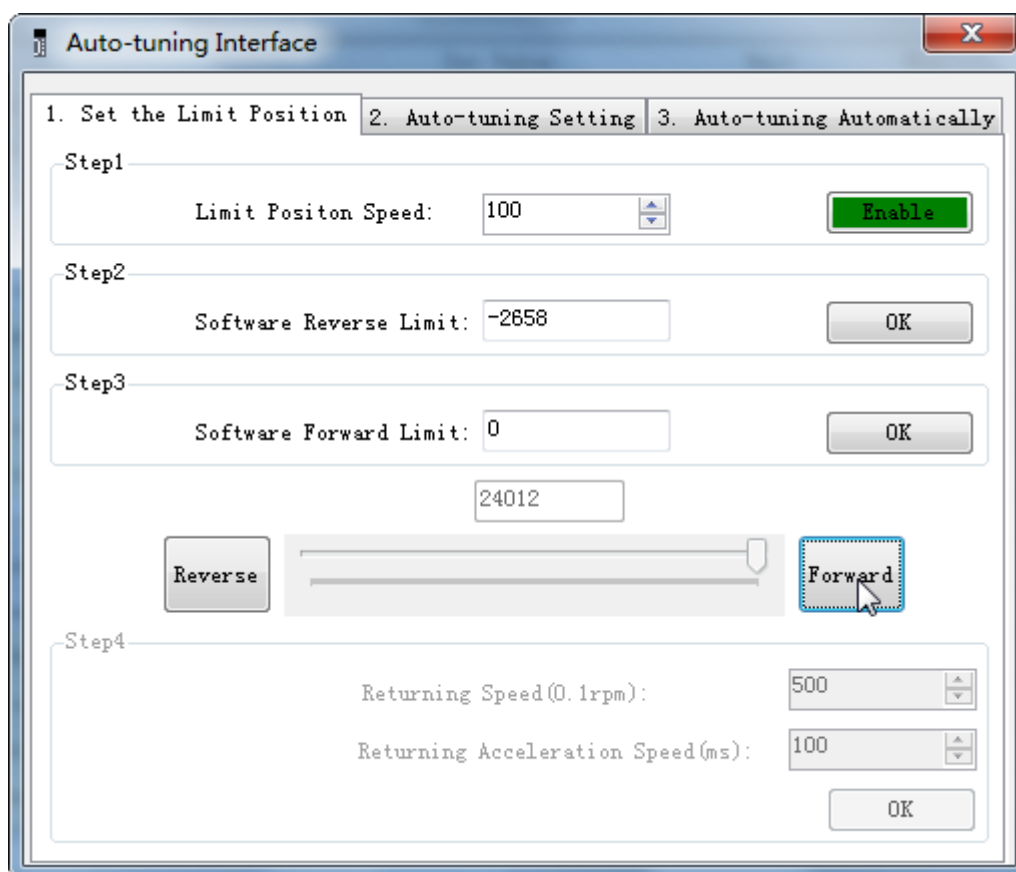 Auto-tuning Interface
1. Set the Limit Position 2. Auto-tuning Setting 3. Auto-tuning Automatically
Step1
Limit Positon Speed: 100 Enable
Step2
Software Reverse Limit: -2658 OK
Step3
Software Forward Limit: 0 OK
24012
Reverse Forward
Step4
Returning Speed(0.1rpm): 500
Returning Acceleration Speed(ms): 100
OK